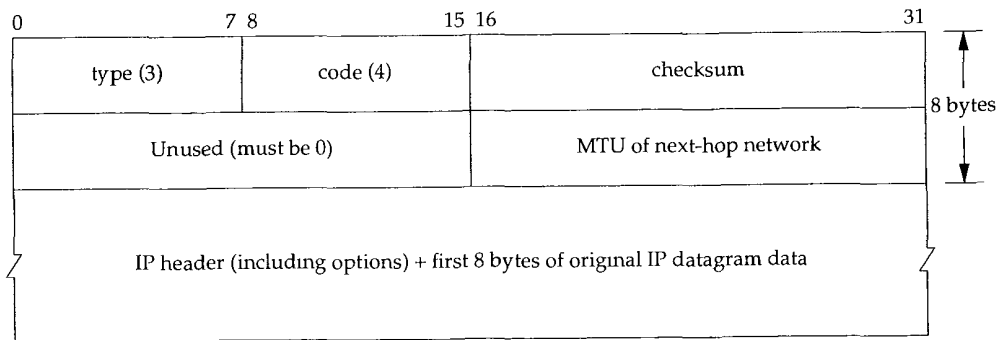 0 7 8 15 16 31
type (3) code (4) checksum
8 bytes
Unused (must be 0) MTU of next-hop network
IP header (including options) + first 8 bytes of original IP datagram data